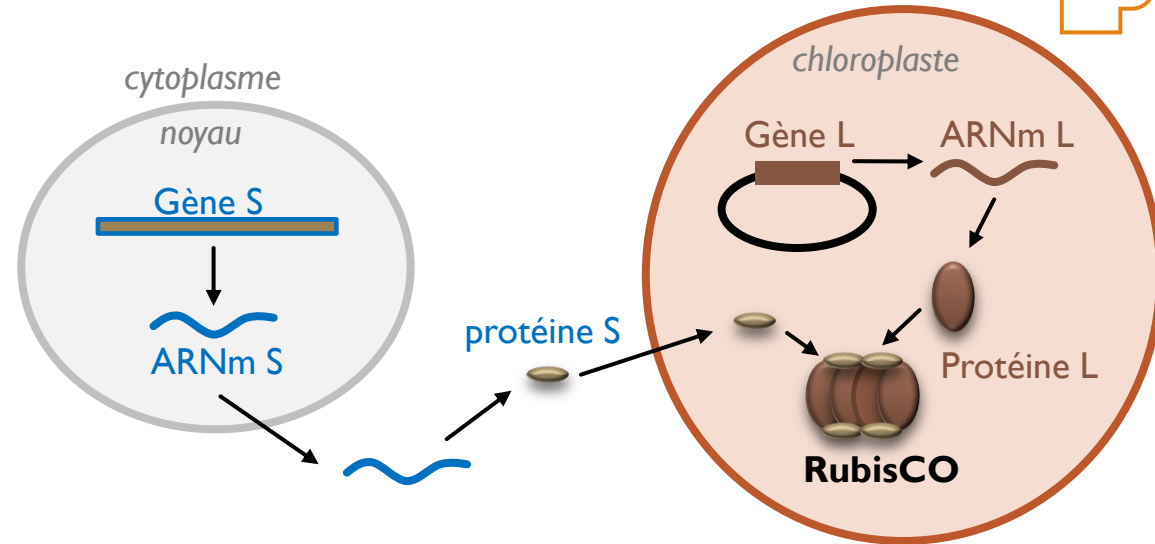 cytoplasme
noyau
Gène S
ARNm S
protéine S
chloroplaste
Gène L
ARNm L
Protéine L
RubisCO